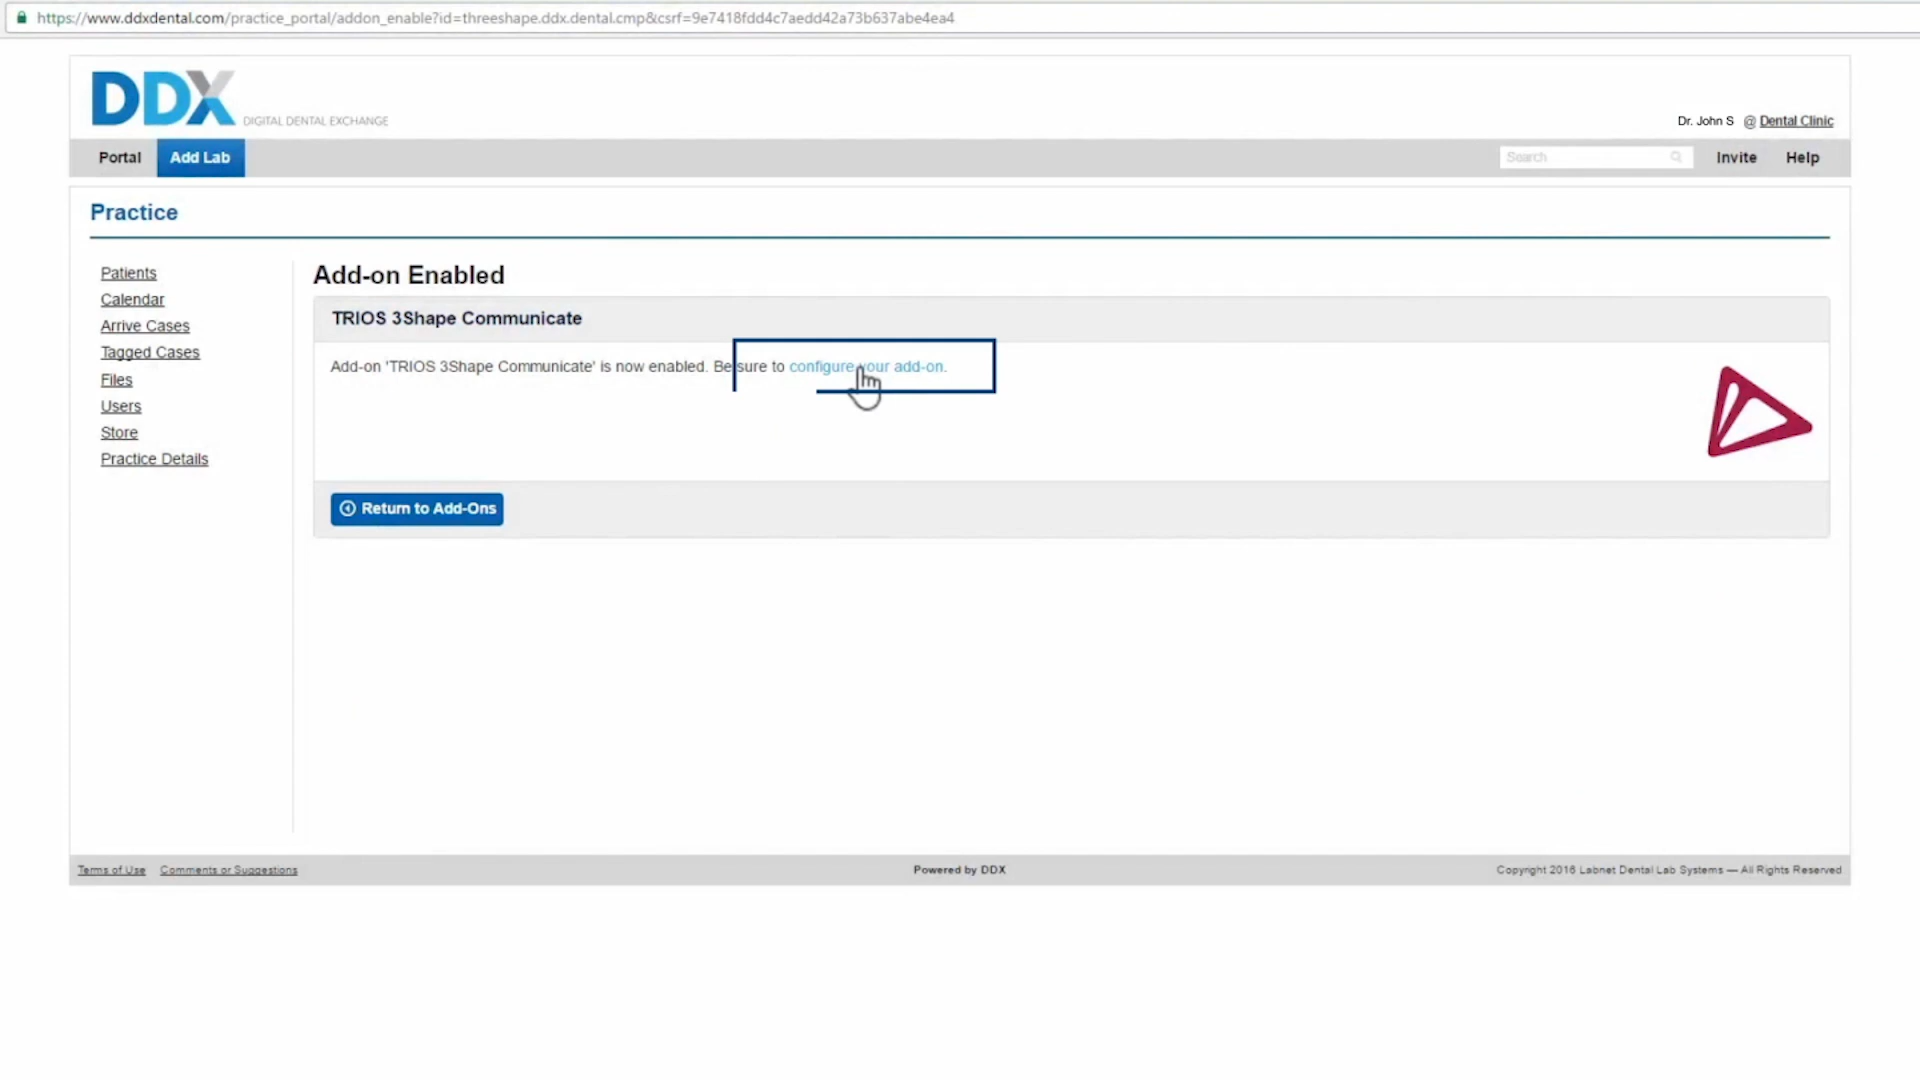 https://www.ddxdental.com/practice_portal/addon_enable?id=threeshape.ddx.dental.cmp&csrf=9e7418fdd4c7aedd42a73b637abe4ea4
DDX DIGITAL DENTAL EXCHANGE
Dr. John S @ Dental Clinic
Portal Add Lab Search Invite Help
Practice
Patients
Calendar
Arrive Cases
Tagged Cases
Files
Users
Store
Practice Details
Add-on Enabled
TRIOS 3Shape Communicate
Add-on 'TRIOS 3Shape Communicate' is now enabled. Be sure to configure your add-on.
Return to Add-Ons
Terms of Use Comments or Suggestions Powered by DDX Copyright 2016 Labnet Dental Lab Systems — All Rights Reserved